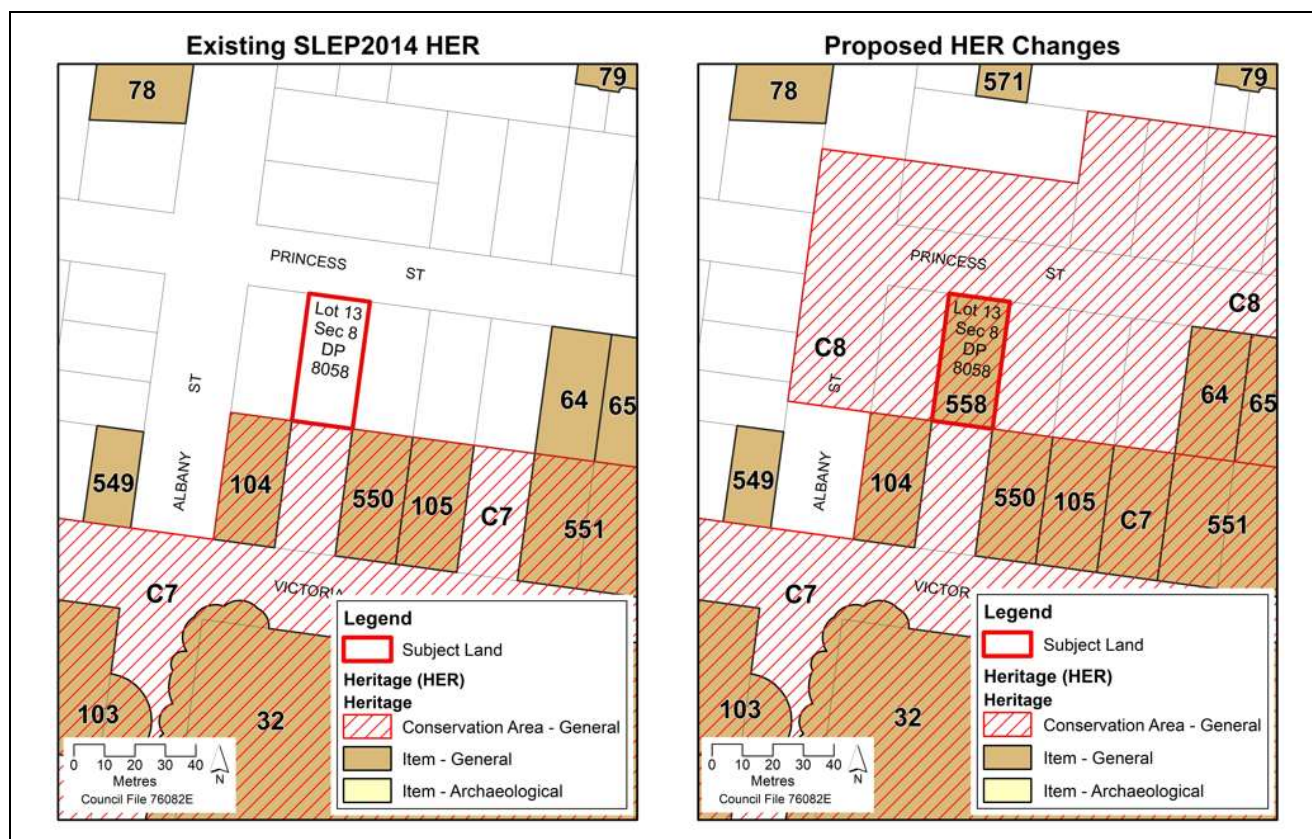 Existing SLEP2014 HER
78
79
PRINCESS ST
Lot 13
Sec 8
DP
8058
ST
64
65
ALBANY
549
104
550
105
C7
551
C7
VICTORIA
103
32
Legend
Subject Land
Heritage (HER)
Heritage
Conservation Area - General
Item - General
Item - Archaeological
0 10 20 40
Metres
N
Council File 76082E
Proposed HER Changes
78
571
79
PRINCESS ST
C8
Lot 13
Sec 8
DP
8058
C8
ST
558
64
65
ALBANY
549
104
550
105
C7
551
C7
VICTOR
103
32
Legend
Subject Land
Heritage (HER)
Heritage
Conservation Area - General
Item - General
Item - Archaeological
0 10 20 40
Metres
N
Council File 76082E